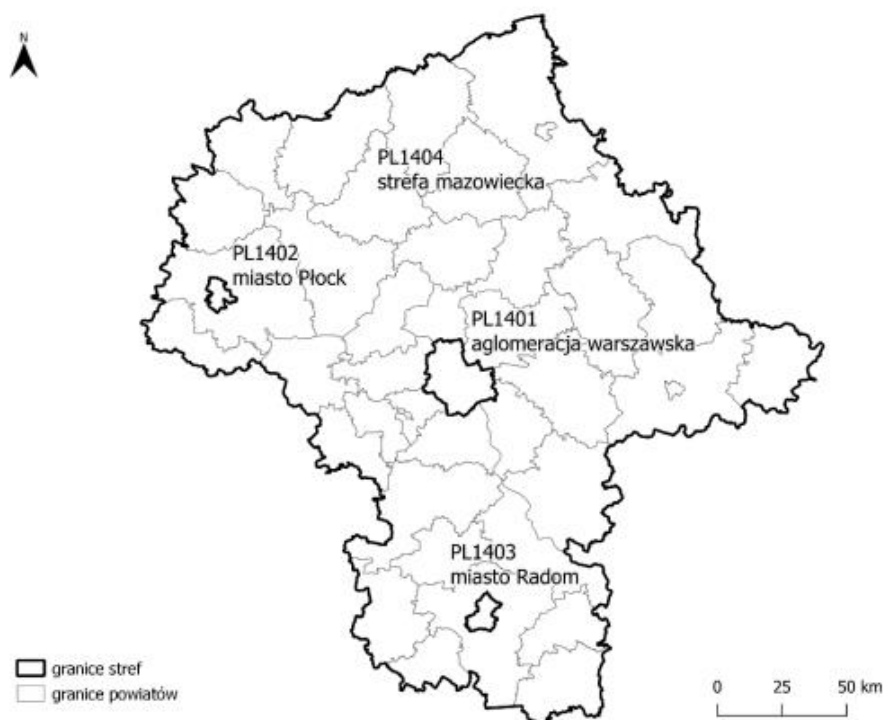 N
PL1404
strefa mazowiecka
PL1402
miasto Płock
PL1401
aglomeracja warszawska
PL1403
miasto Radom
granice stref
granice powiatów
0 25 50 km